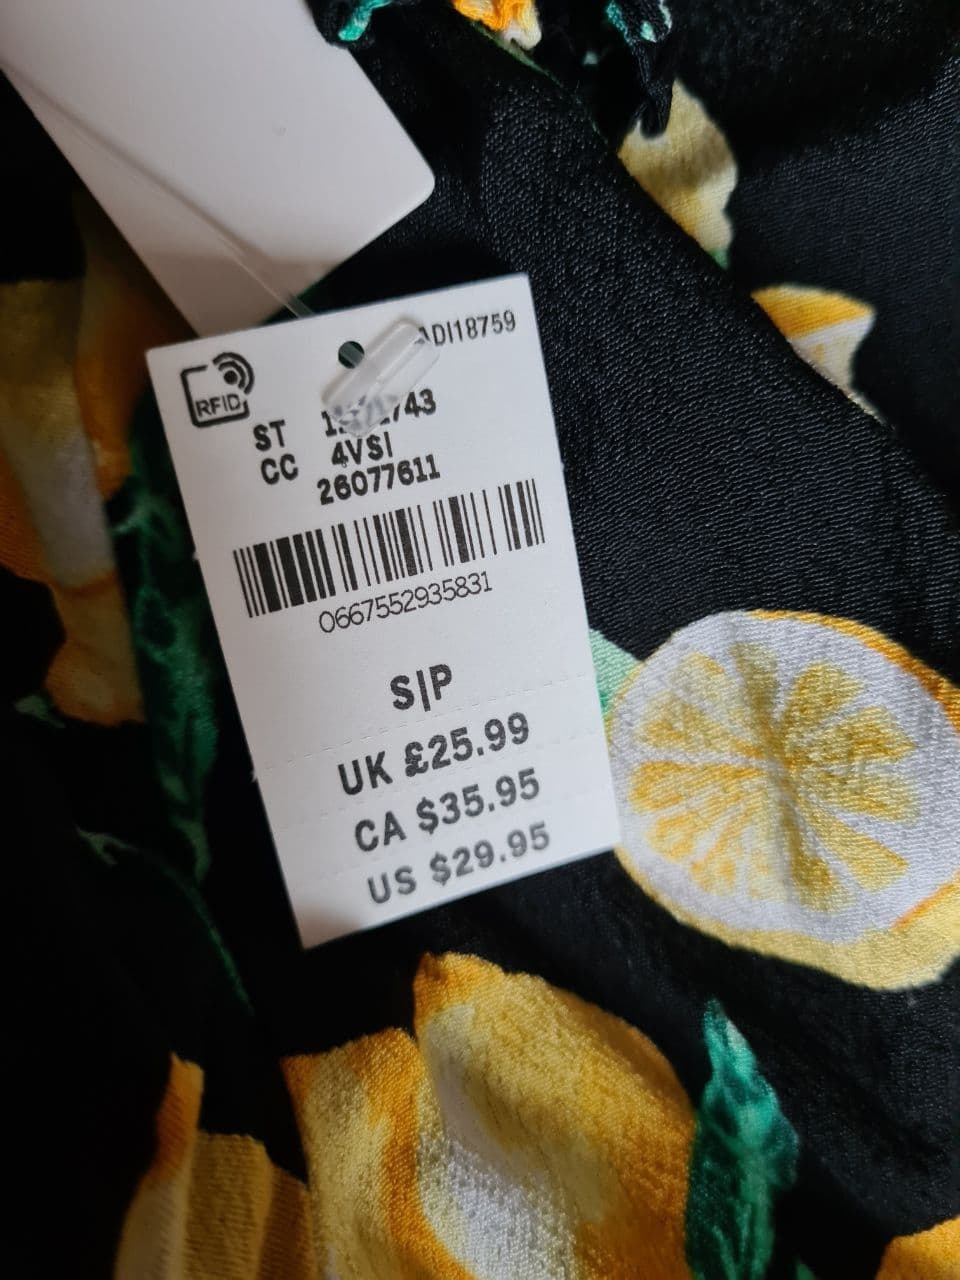 ADI18759
RFID
ST
CC 4VSI
26077611
0667552935831
S|P
UK £25.99
CA $35.95
US $29.95